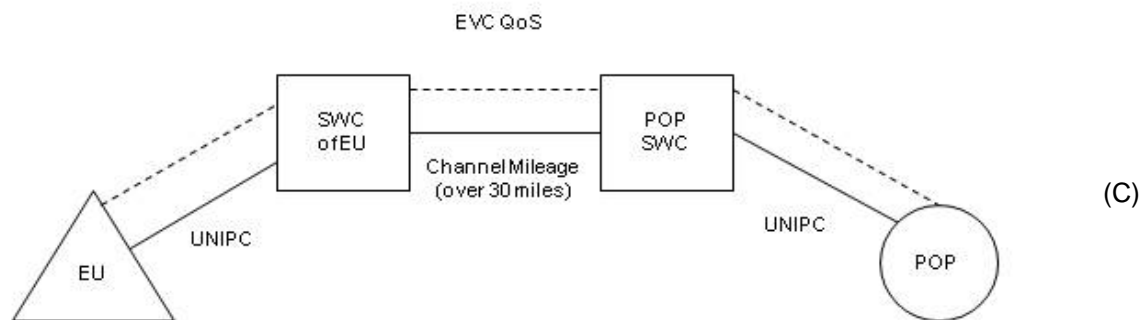 EVC QoS
SWC
of EU
POP
SWC
Channel Mileage
(over 30 miles)
(C)
UNIPC
UNIPC
EU
POP